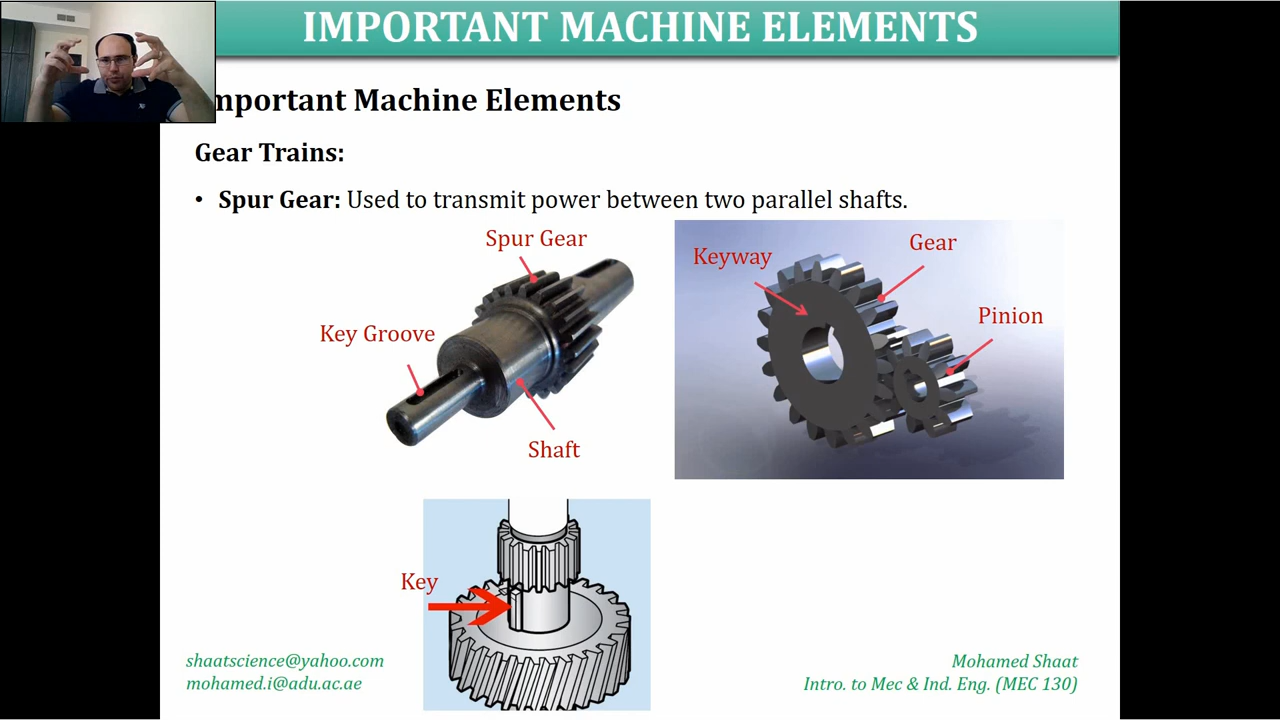 IMPORTANT MACHINE ELEMENTS
mportant Machine Elements
Gear Trains:
• Spur Gear: Used to transmit power between two parallel shafts.
Spur Gear
Key Groove
Shaft
Keyway
Gear
Pinion
Key
shaatscience@yahoo.com
mohamed.i@adu.ac.ae
Mohamed Shaat
Intro. to Mec & Ind. Eng. (MEC 130)